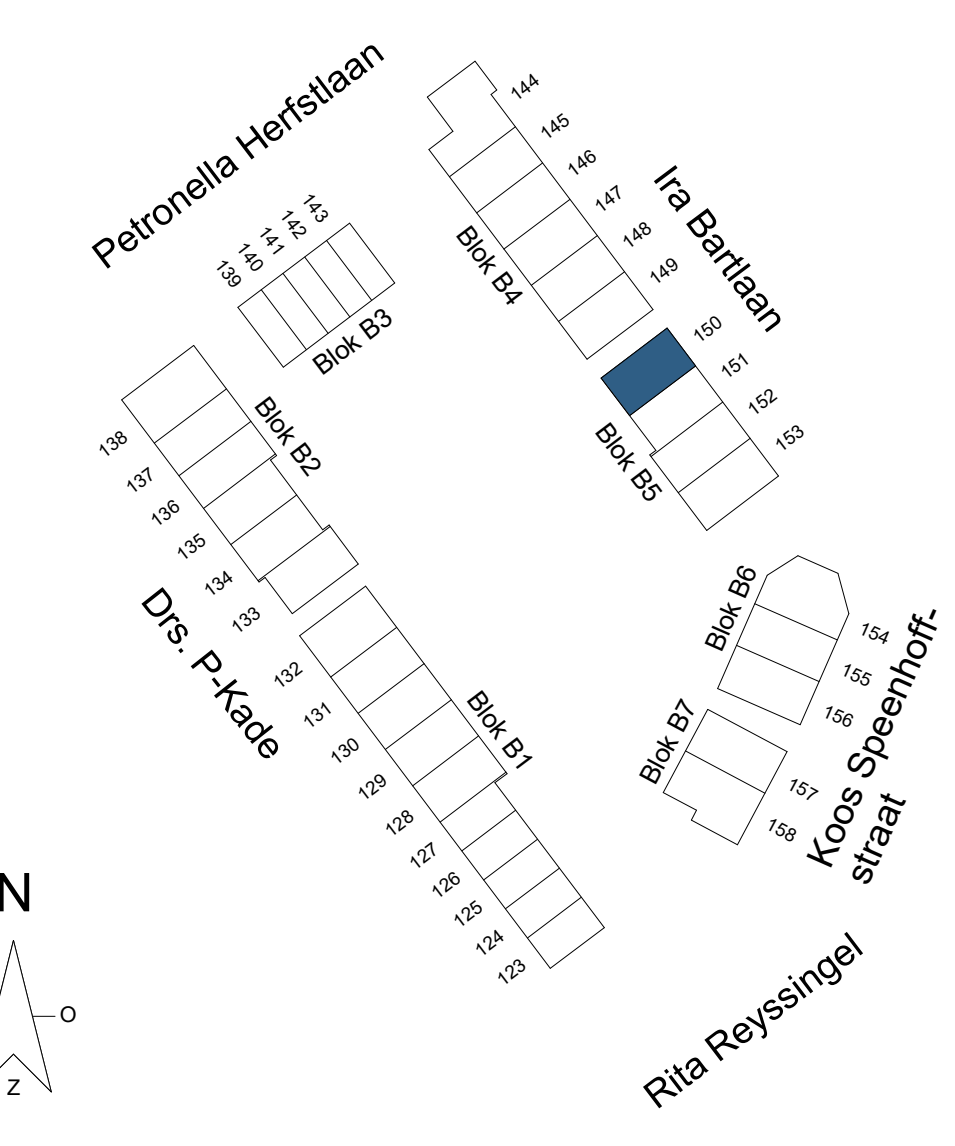 Petronella Herfstlaan
144
145
146
147
148
149
Ira Bartlaan
Blok B4
143
142
141
140
139
Blok B3
150
151
152
153
Blok B5
138
137
136
135
134
133
Blok B2
Drs. P-Kade
132
131
130
129
128
127
126
125
124
123
Blok B1
Blok B6
154
155
156
Blok B7
157
158
Koos Speenhoff-
straat
Rita Reyssingel
N
O
Z